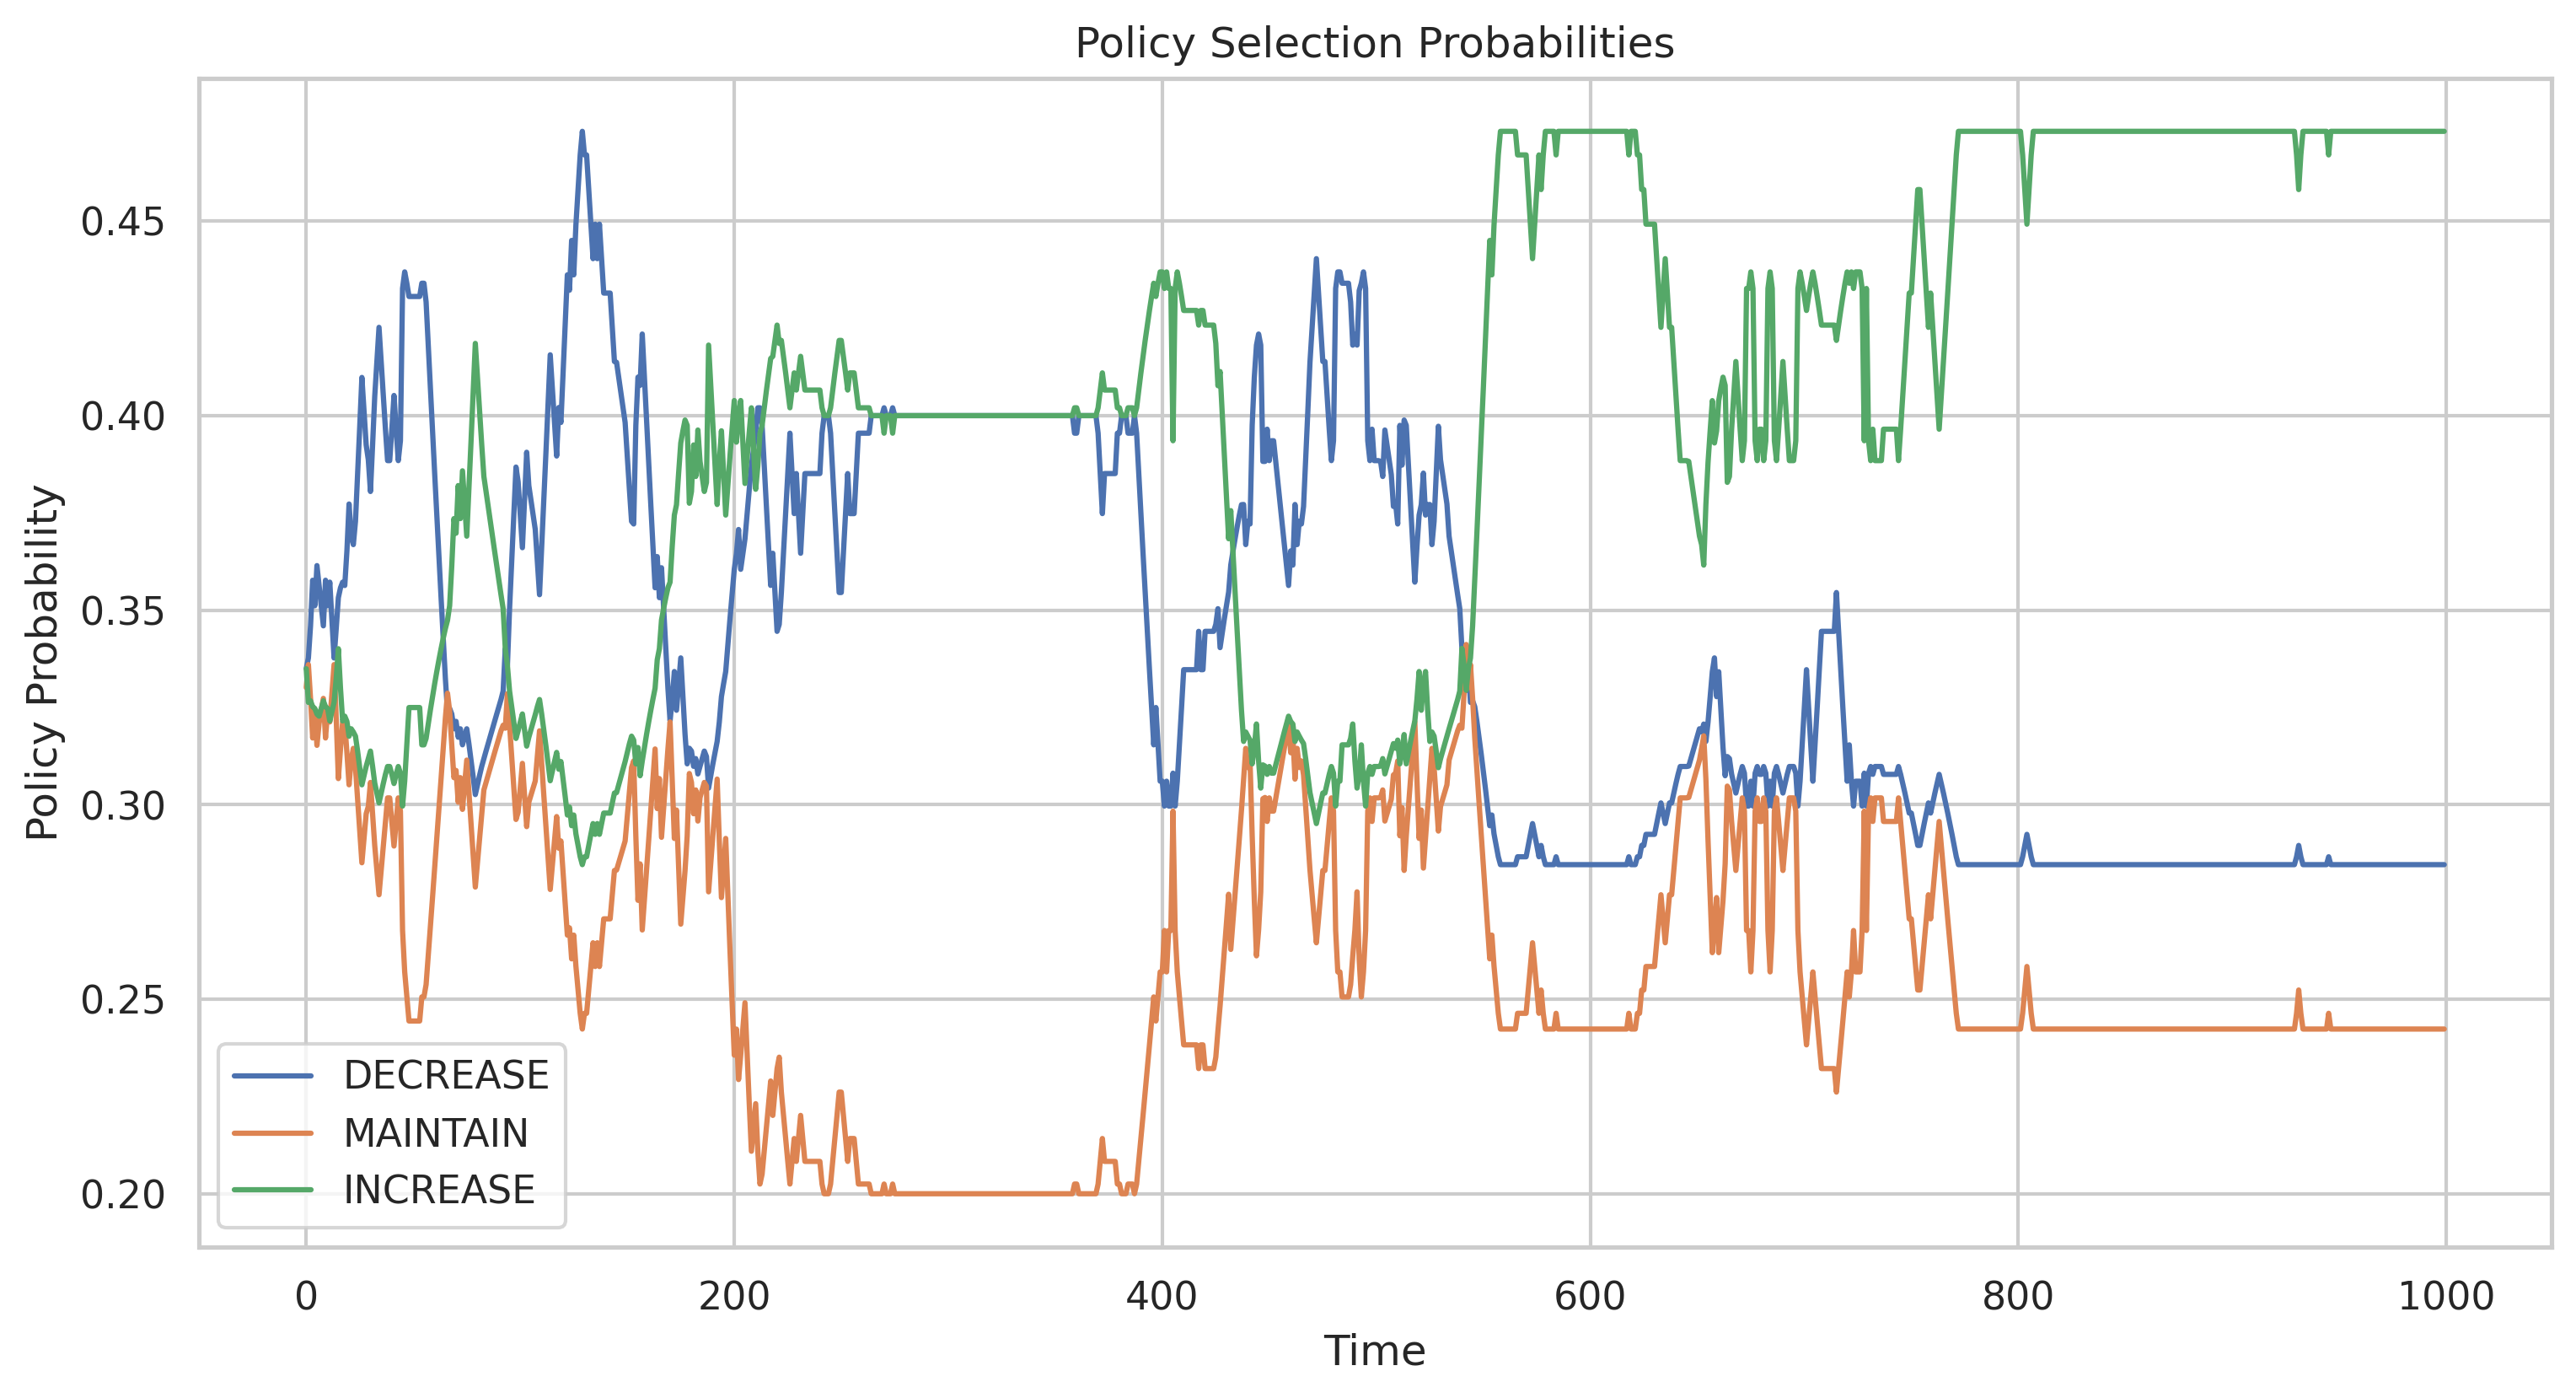 Policy Selection Probabilities
Policy Probability
0.45
0.40
0.35
0.30
0.25
0.20
DECREASE
MAINTAIN
INCREASE
0 200 400 600 800 1000
Time